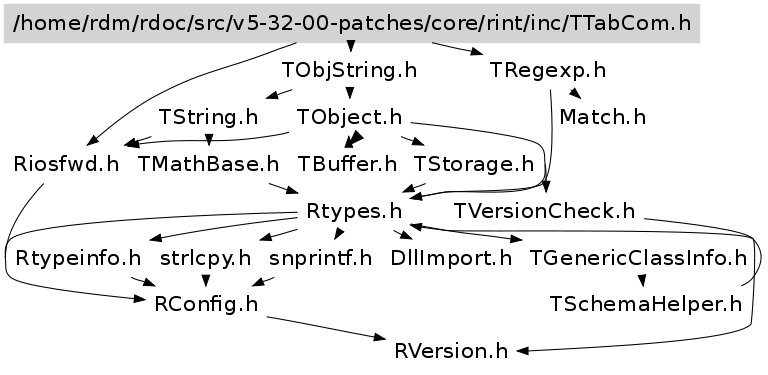 /home/rdm/rdoc/src/v5-32-00-patches/core/rint/inc/TTabCom.h
TObjString.h TRegexp.h
TString.h TObject.h Match.h
Riosfwd.h TMathBase.h TBuffer.h TStorage.h
Rtypes.h TVersionCheck.h
Rtypeinfo.h strlcpy.h snprintf.h DllImport.h TGenericClassInfo.h
RConfig.h TSchemaHelper.h
RVersion.h